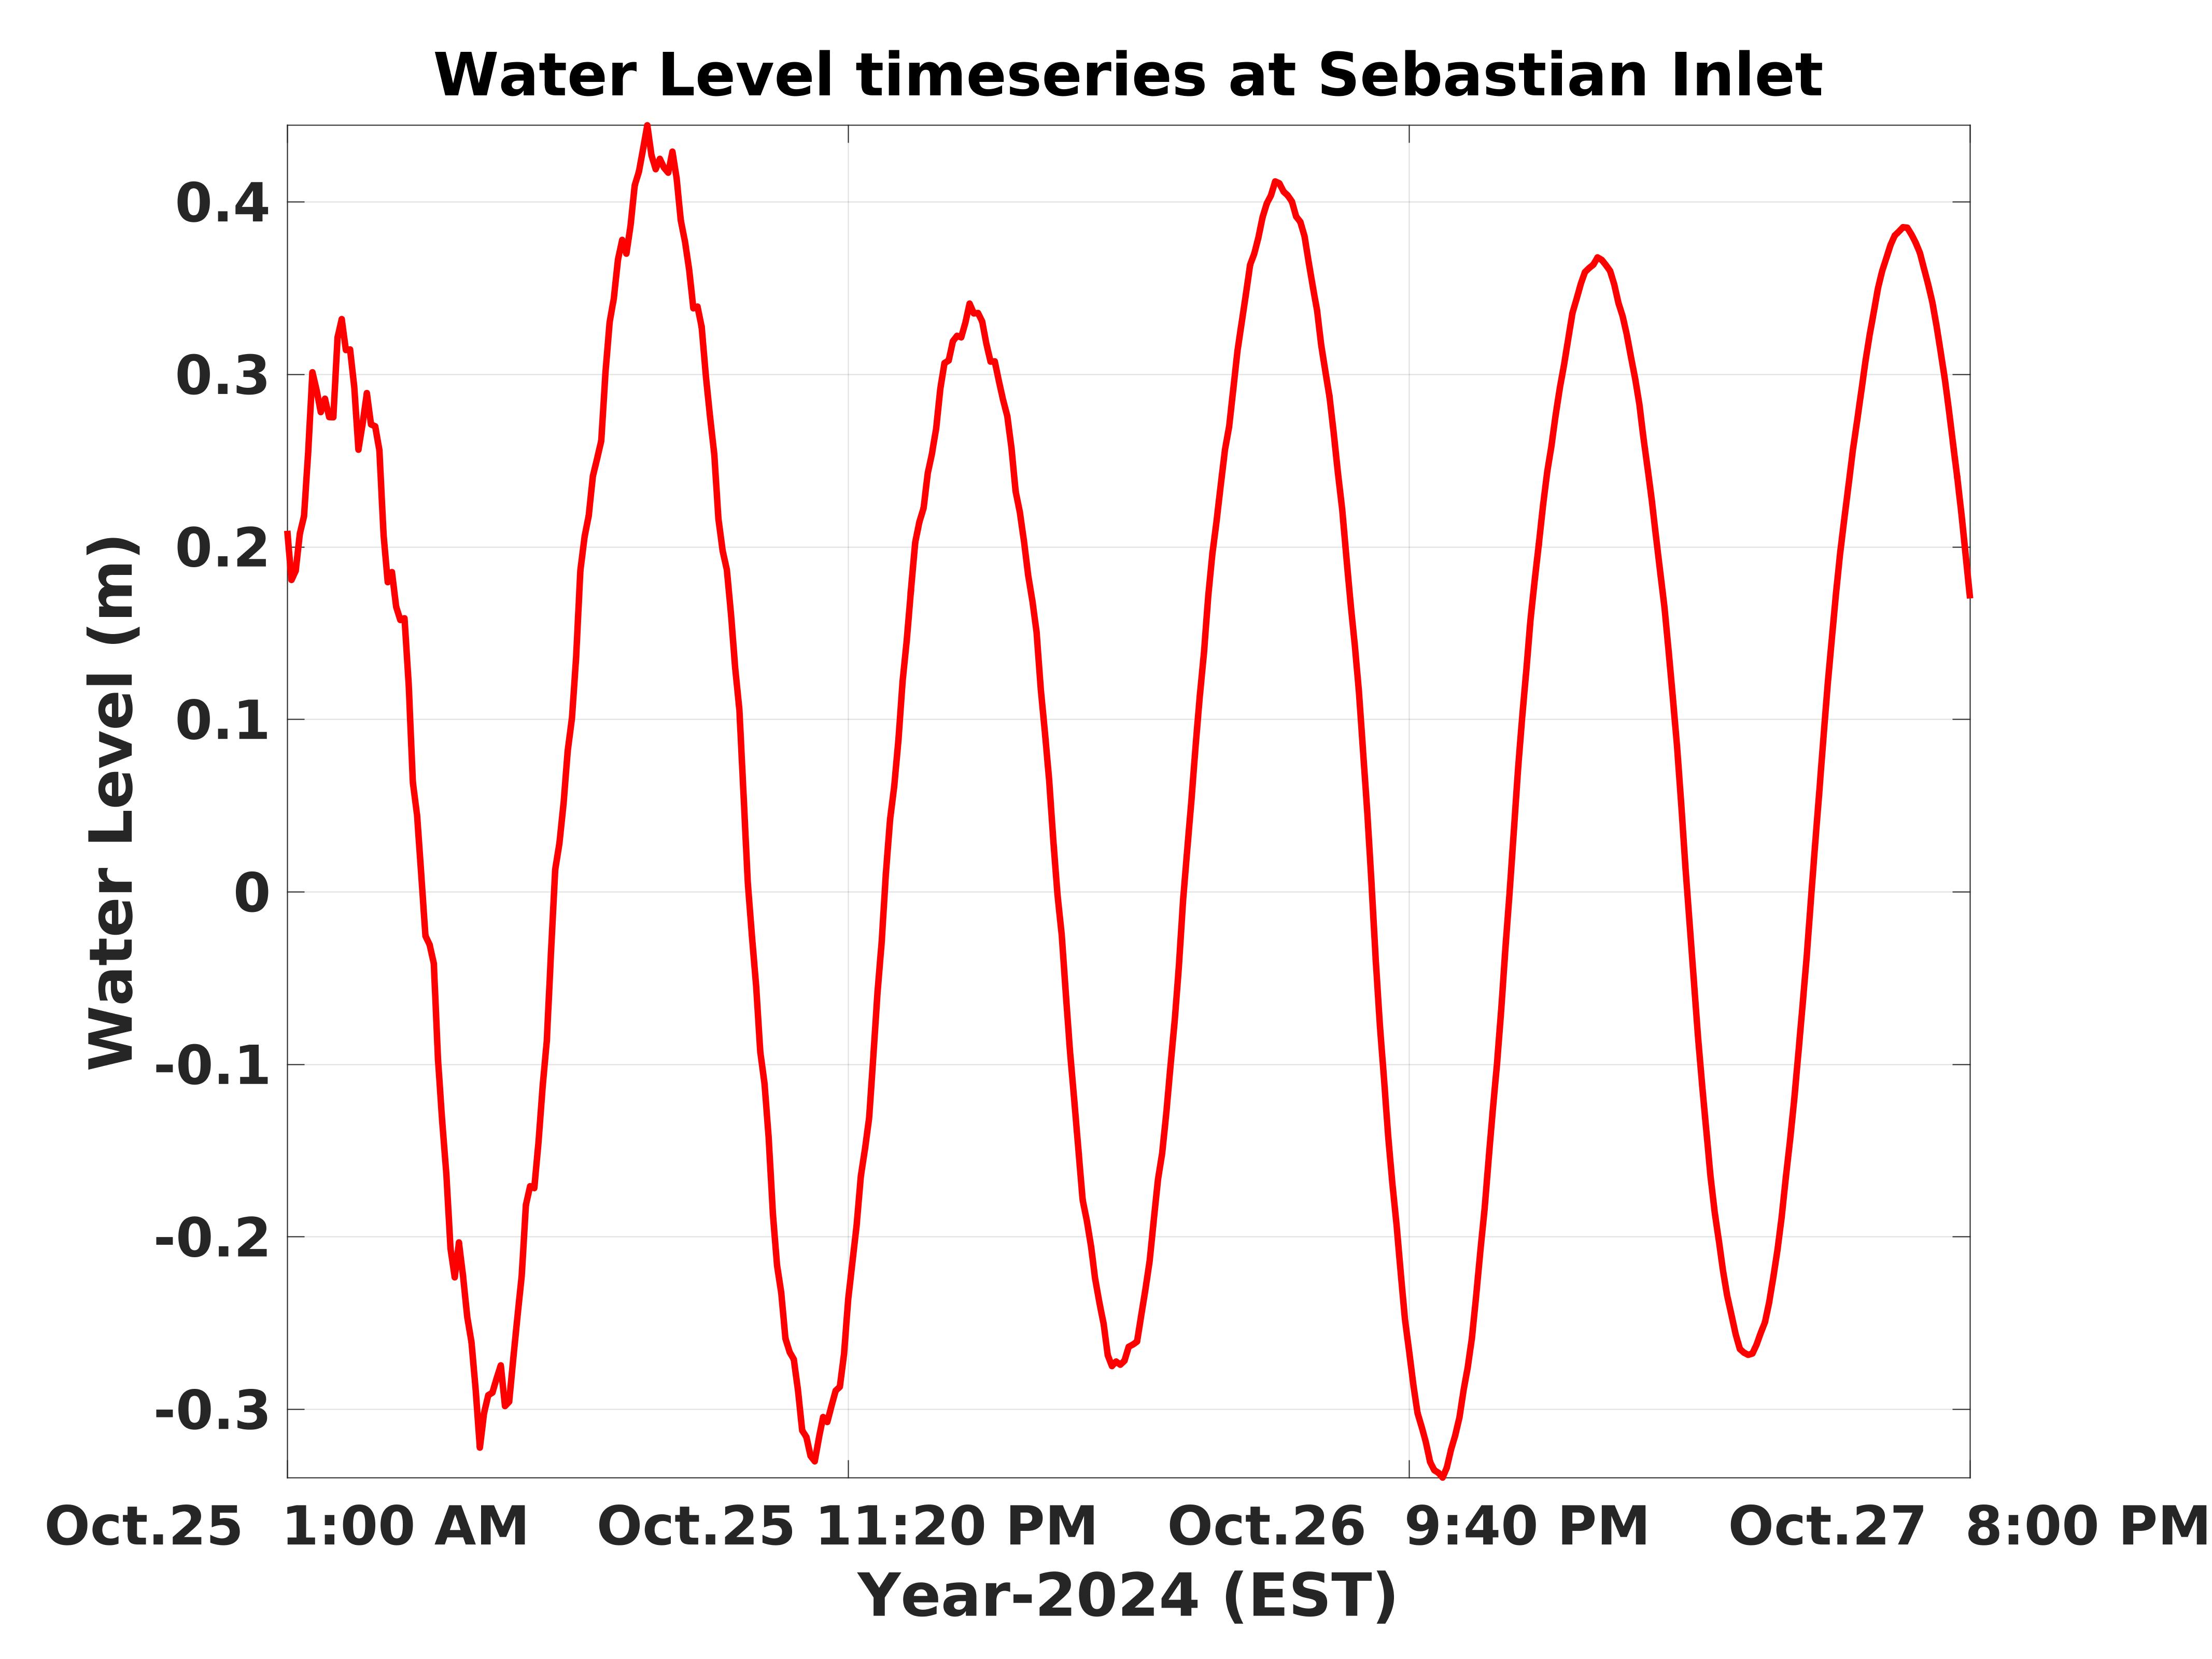 Water Level timeseries at Sebastian Inlet
Water Level (m)
0.4
0.3
0.2
0.1
0
-0.1
-0.2
-0.3
Oct.25 1:00 AM Oct.25 11:20 PM Oct.26 9:40 PM Oct.27 8:00 PM
Year-2024 (EST)